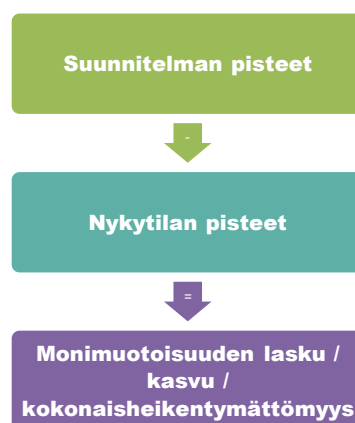 Suunnitelman pisteet
-
Nykytilan pisteet
=
Monimuotoisuuden lasku /
kasvu /
kokonaisheikentymättömyys